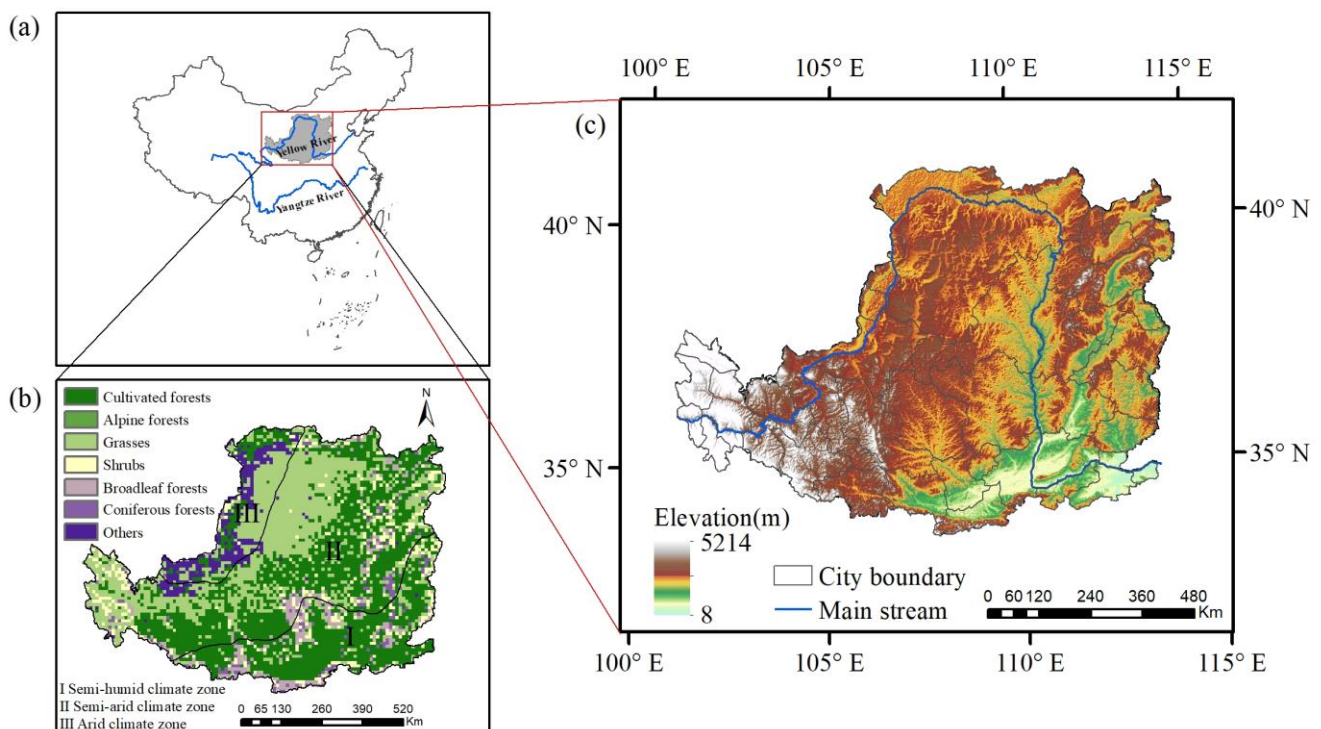 (a)
Yellow River
Yangtze River
(b)
Cultivated forests
Alpine forests
Grasses
Shrubs
Broadleaf forests
Coniferous forests
Others
N
III
II
I
I Semi-humid climate zone
II Semi-arid climate zone
III Arid climate zone
0 65 130 260 390 520
Km
100° E 105° E 110° E 115° E
(c)
40° N 40° N
35° N 35° N
Elevation(m)
5214
8
City boundary
Main stream
0 60 120 240 360 480
Km
100° E 105° E 110° E 115° E